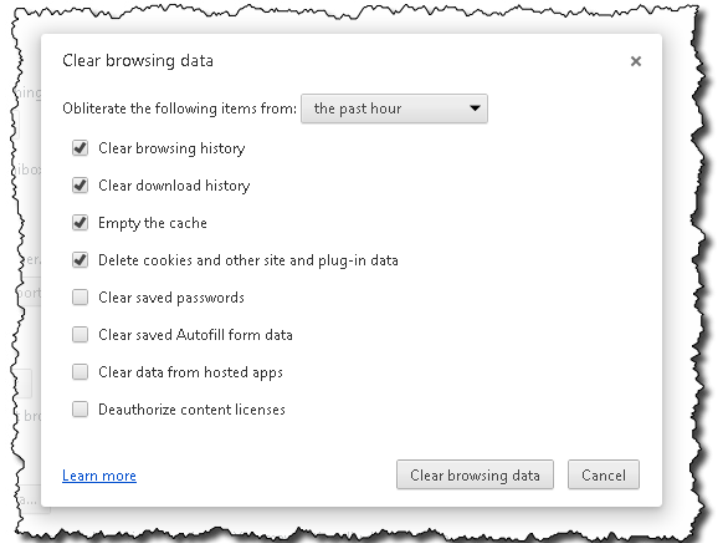 Clear browsing data
Obliterate the following items from: the past hour
Clear browsing history
Clear download history
Empty the cache
Delete cookies and other site and plug-in data
Clear saved passwords
Clear saved Autofill form data
Clear data from hosted apps
Deauthorize content licenses
Learn more Clear browsing data Cancel